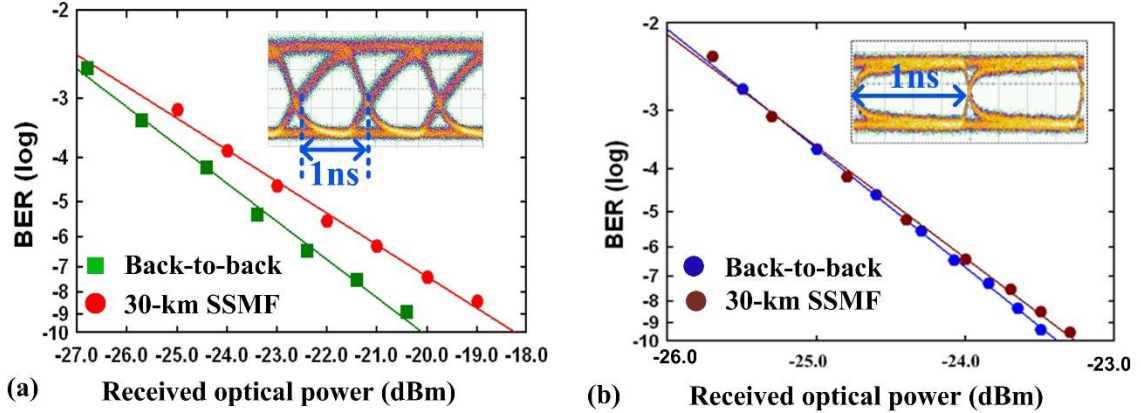 -2
-3
-4
-5
-6
-7
-8
-9
-10
BER (log)
1ns
Back-to-back
30-km SSMF
-27.0 -26.0 -25.0 -24.0 -23.0 -22.0 -21.0 -20.0 -19.0 -18.0
(a) Received optical power (dBm)
-2
-3
-4
-5
-6
-7
-8
-9
-10
BER (log)
1ns
Back-to-back
30-km SSMF
-26.0 -25.0 -24.0 -23.0
(b) Received optical power (dBm)